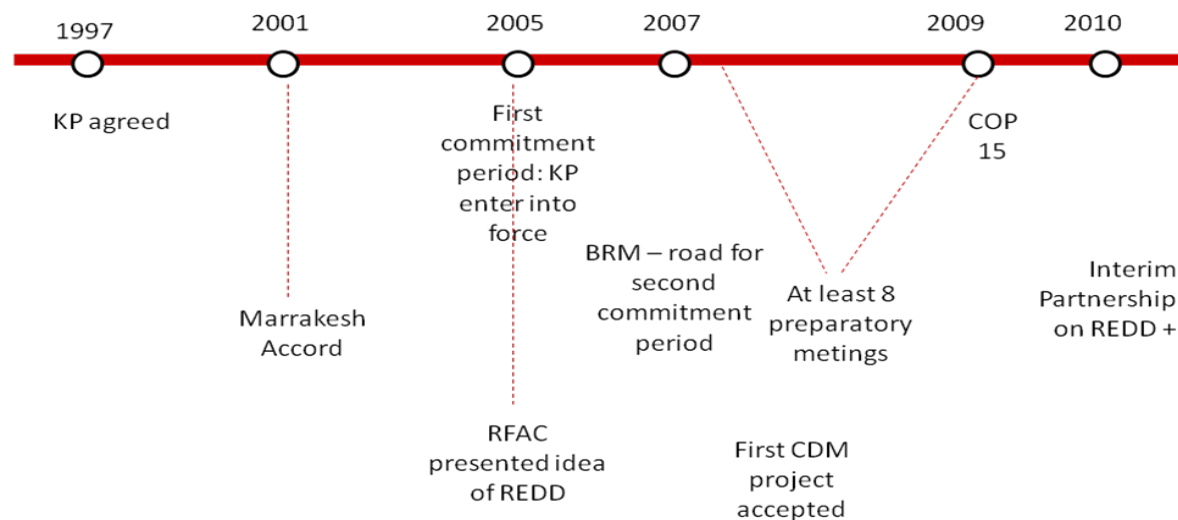 1997
2001
2005
2007
2009
2010
KP agreed
Marrakesh
Accord
First
commitment
period: KP
enter into
force
RFAC
presented idea
of REDD
BRM – road for
second
commitment
period
At least 8
preparatory
metings
First CDM
project
accepted
COP
15
Interim
Partnership
on REDD +